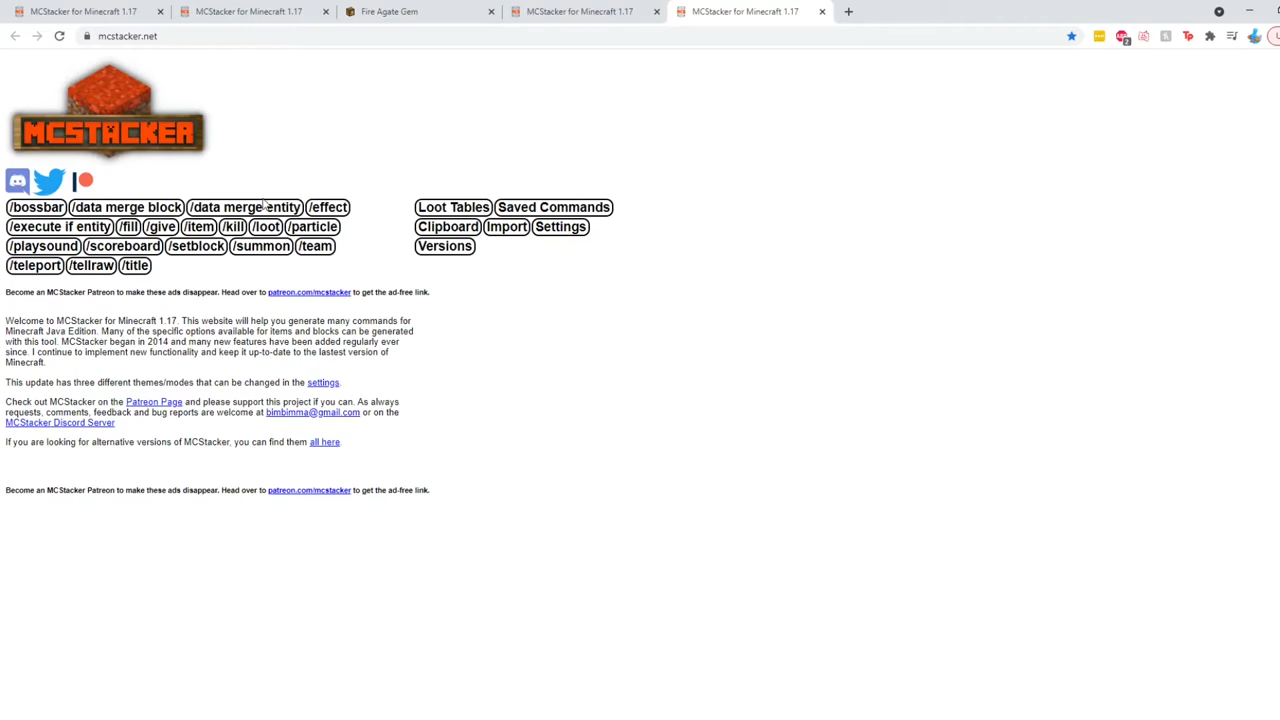 MCStacker for Minecraft 1.17
MCStacker for Minecraft 1.17
Fire Agate Gem
MCStacker for Minecraft 1.17
MCStacker for Minecraft 1.17
mcstacker.net
2
MCSTACKER
/bossbar /data merge block /data merge entity /effect
/execute if entity /fill /give /item /kill /loot /particle
/playsound /scoreboard /setblock /summon /team
/teleport /tellraw /title
Loot Tables Saved Commands
Clipboard Import Settings
Versions
Become an MCStacker Patreon to make these ads disappear. Head over to patreon.com/mcstacker to get the ad-free link.
Welcome to MCStacker for Minecraft 1.17. This website will help you generate many commands for
Minecraft Java Edition. Many of the specific options available for items and blocks can be generated
with this tool. MCStacker began in 2014 and many new features have been added regularly ever
since. I continue to implement new functionality and keep it up-to-date to the lastest version of
Minecraft.
This update has three different themes/modes that can be changed in the settings.
Check out MCStacker on the Patreon Page and please support this project if you can. As always
requests, comments, feedback and bug reports are welcome at bimbimma@gmail.com or on the
MCStacker Discord Server
If you are looking for alternative versions of MCStacker, you can find them all here.
Become an MCStacker Patreon to make these ads disappear. Head over to patreon.com/mcstacker to get the ad-free link.